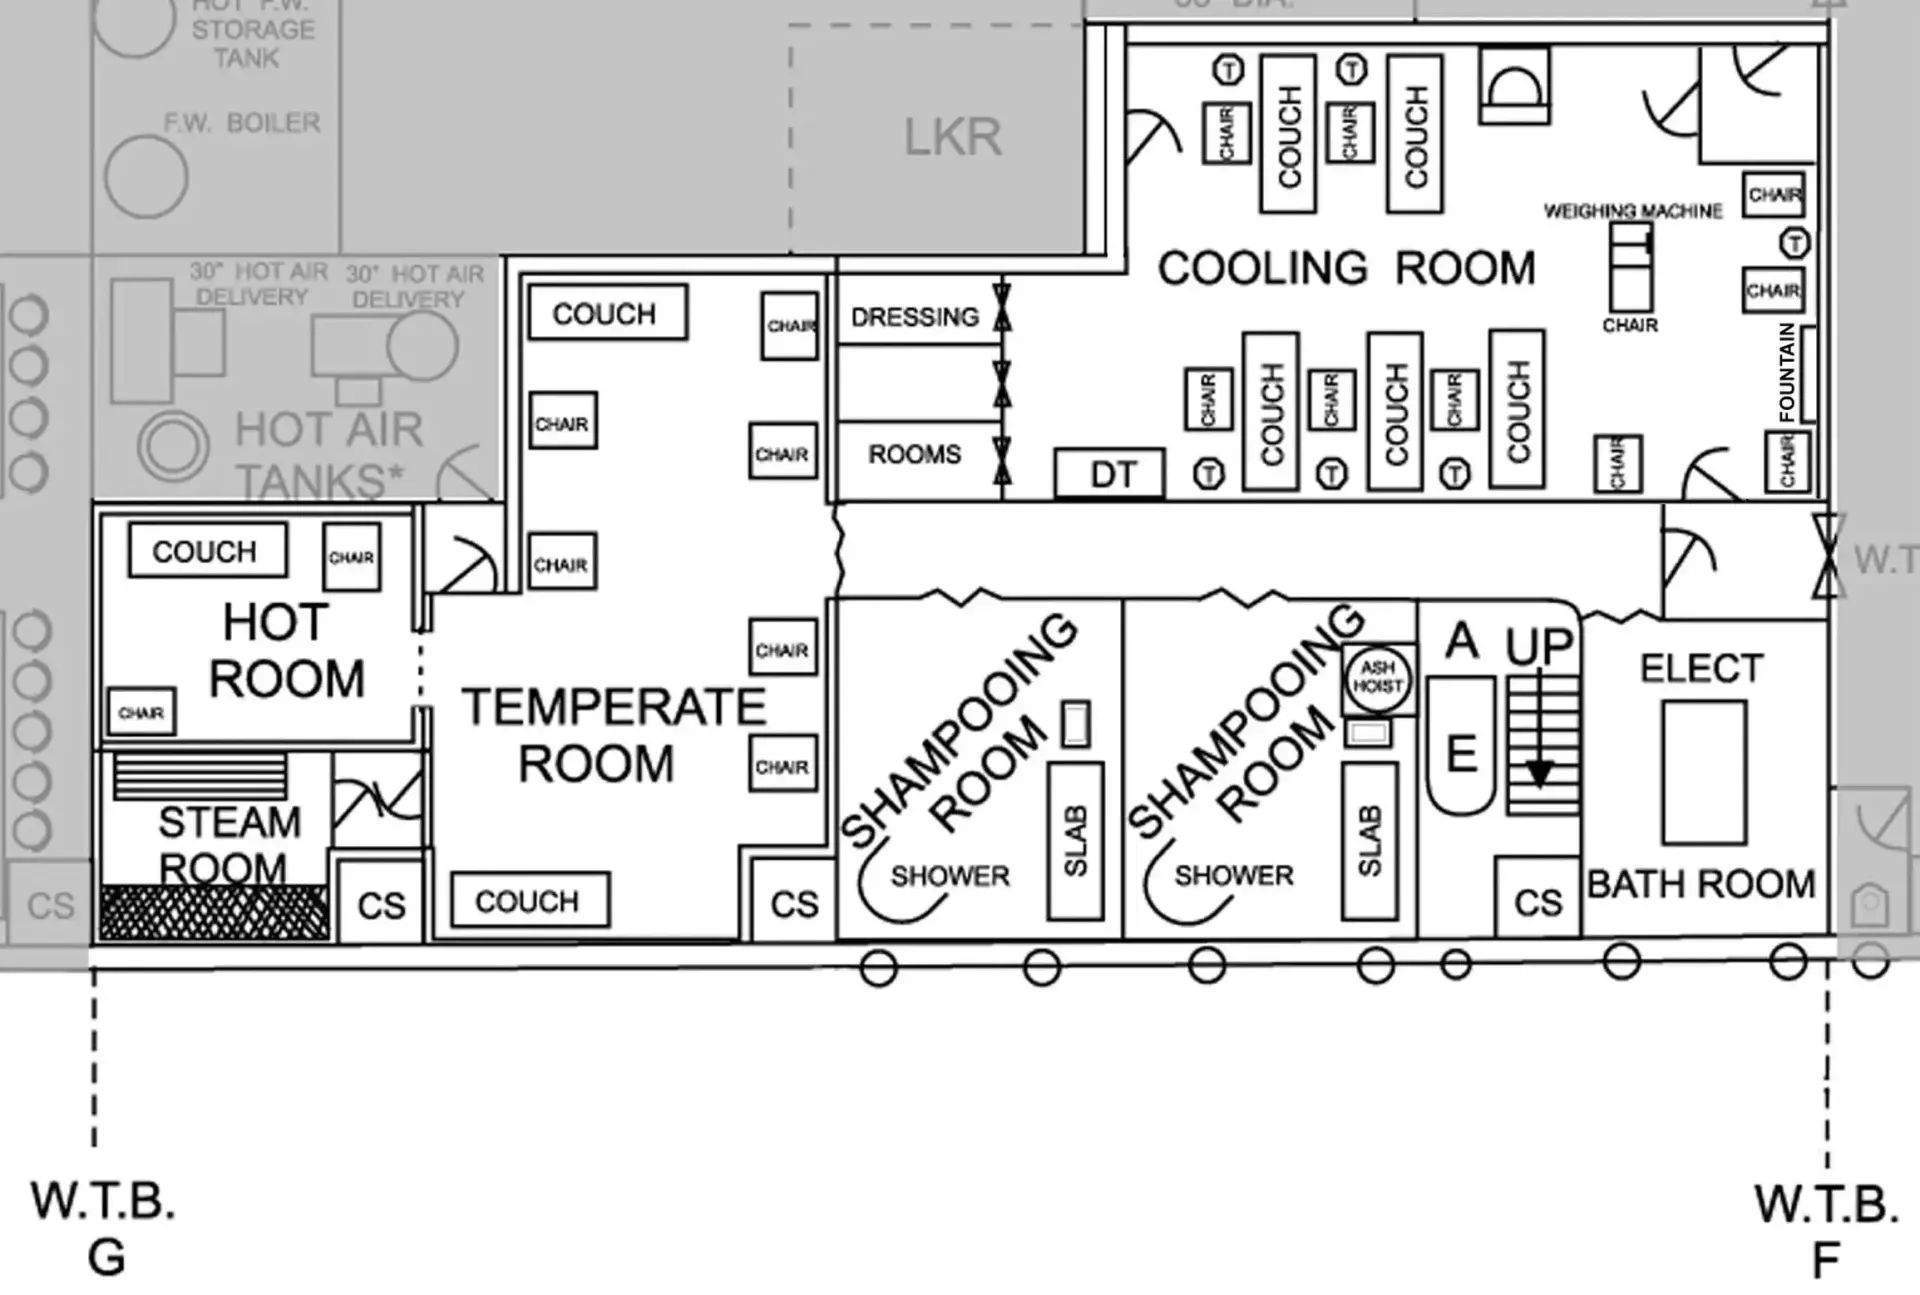 HOT F.W.
STORAGE
TANK
F.W. BOILER
LKR
30" HOT AIR
DELIVERY
30" HOT AIR
DELIVERY
HOT AIR
TANKS*
T
T
CHAIR
COUCH
CHAIR
COUCH
COOLING ROOM
WEIGHING MACHINE
CHAIR
CHAIR
T
CHAIR
FOUNTAIN
CHAIR
CHAIR
CHAIR
COUCH
CHAIR
COUCH
CHAIR
COUCH
T
T
T
DT
DRESSING
ROOMS
COUCH
CHAIR
CHAIR
CHAIR
CHAIR
CHAIR
CHAIR
TEMPERATE
ROOM
COUCH
CS
COUCH
CHAIR
HOT
ROOM
CHAIR
STEAM
ROOM
CS
CS
SHAMPOOING
ROOM
SHOWER
SLAB
SHAMPOOING
ROOM
ASH
HOIST
SHOWER
SLAB
A
UP
E
CS
ELECT
BATH ROOM
W.T
W.T.B.
G
W.T.B.
F